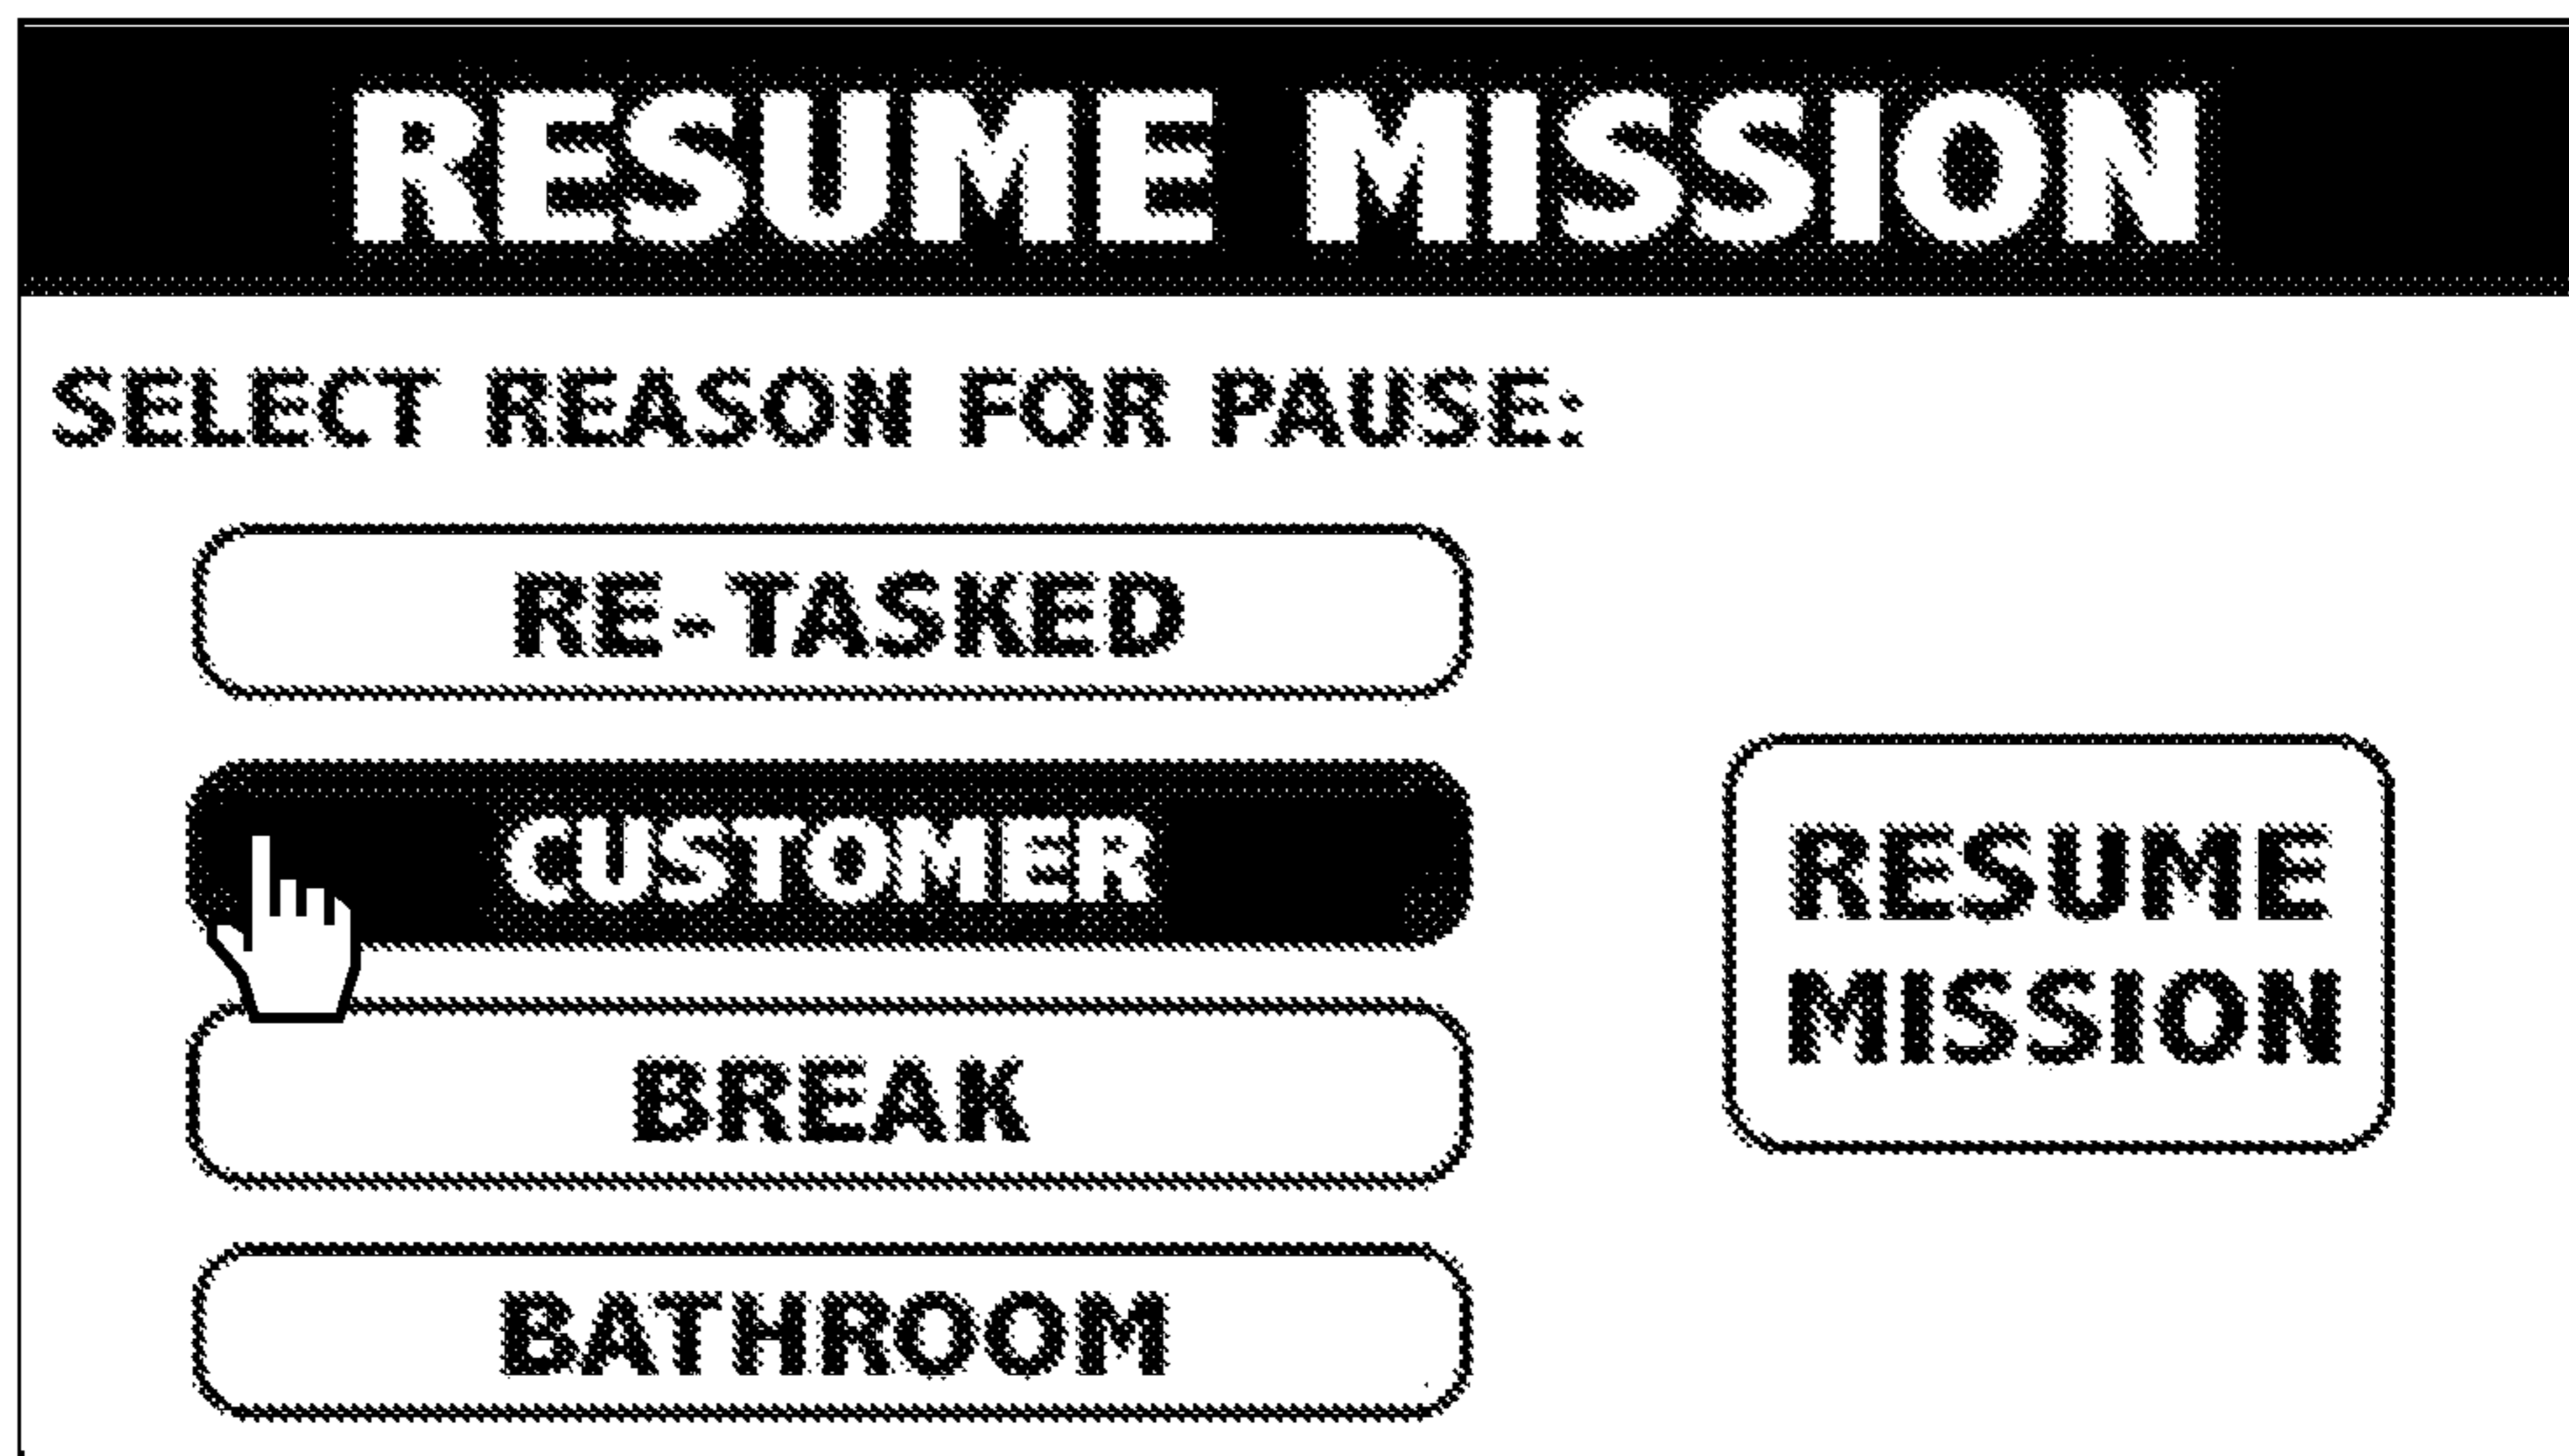 RESUME MISSION
SELECT REASON FOR PAUSE:
RE-TASKED
CUSTOMER
BREAK
BATHROOM
RESUME
MISSION